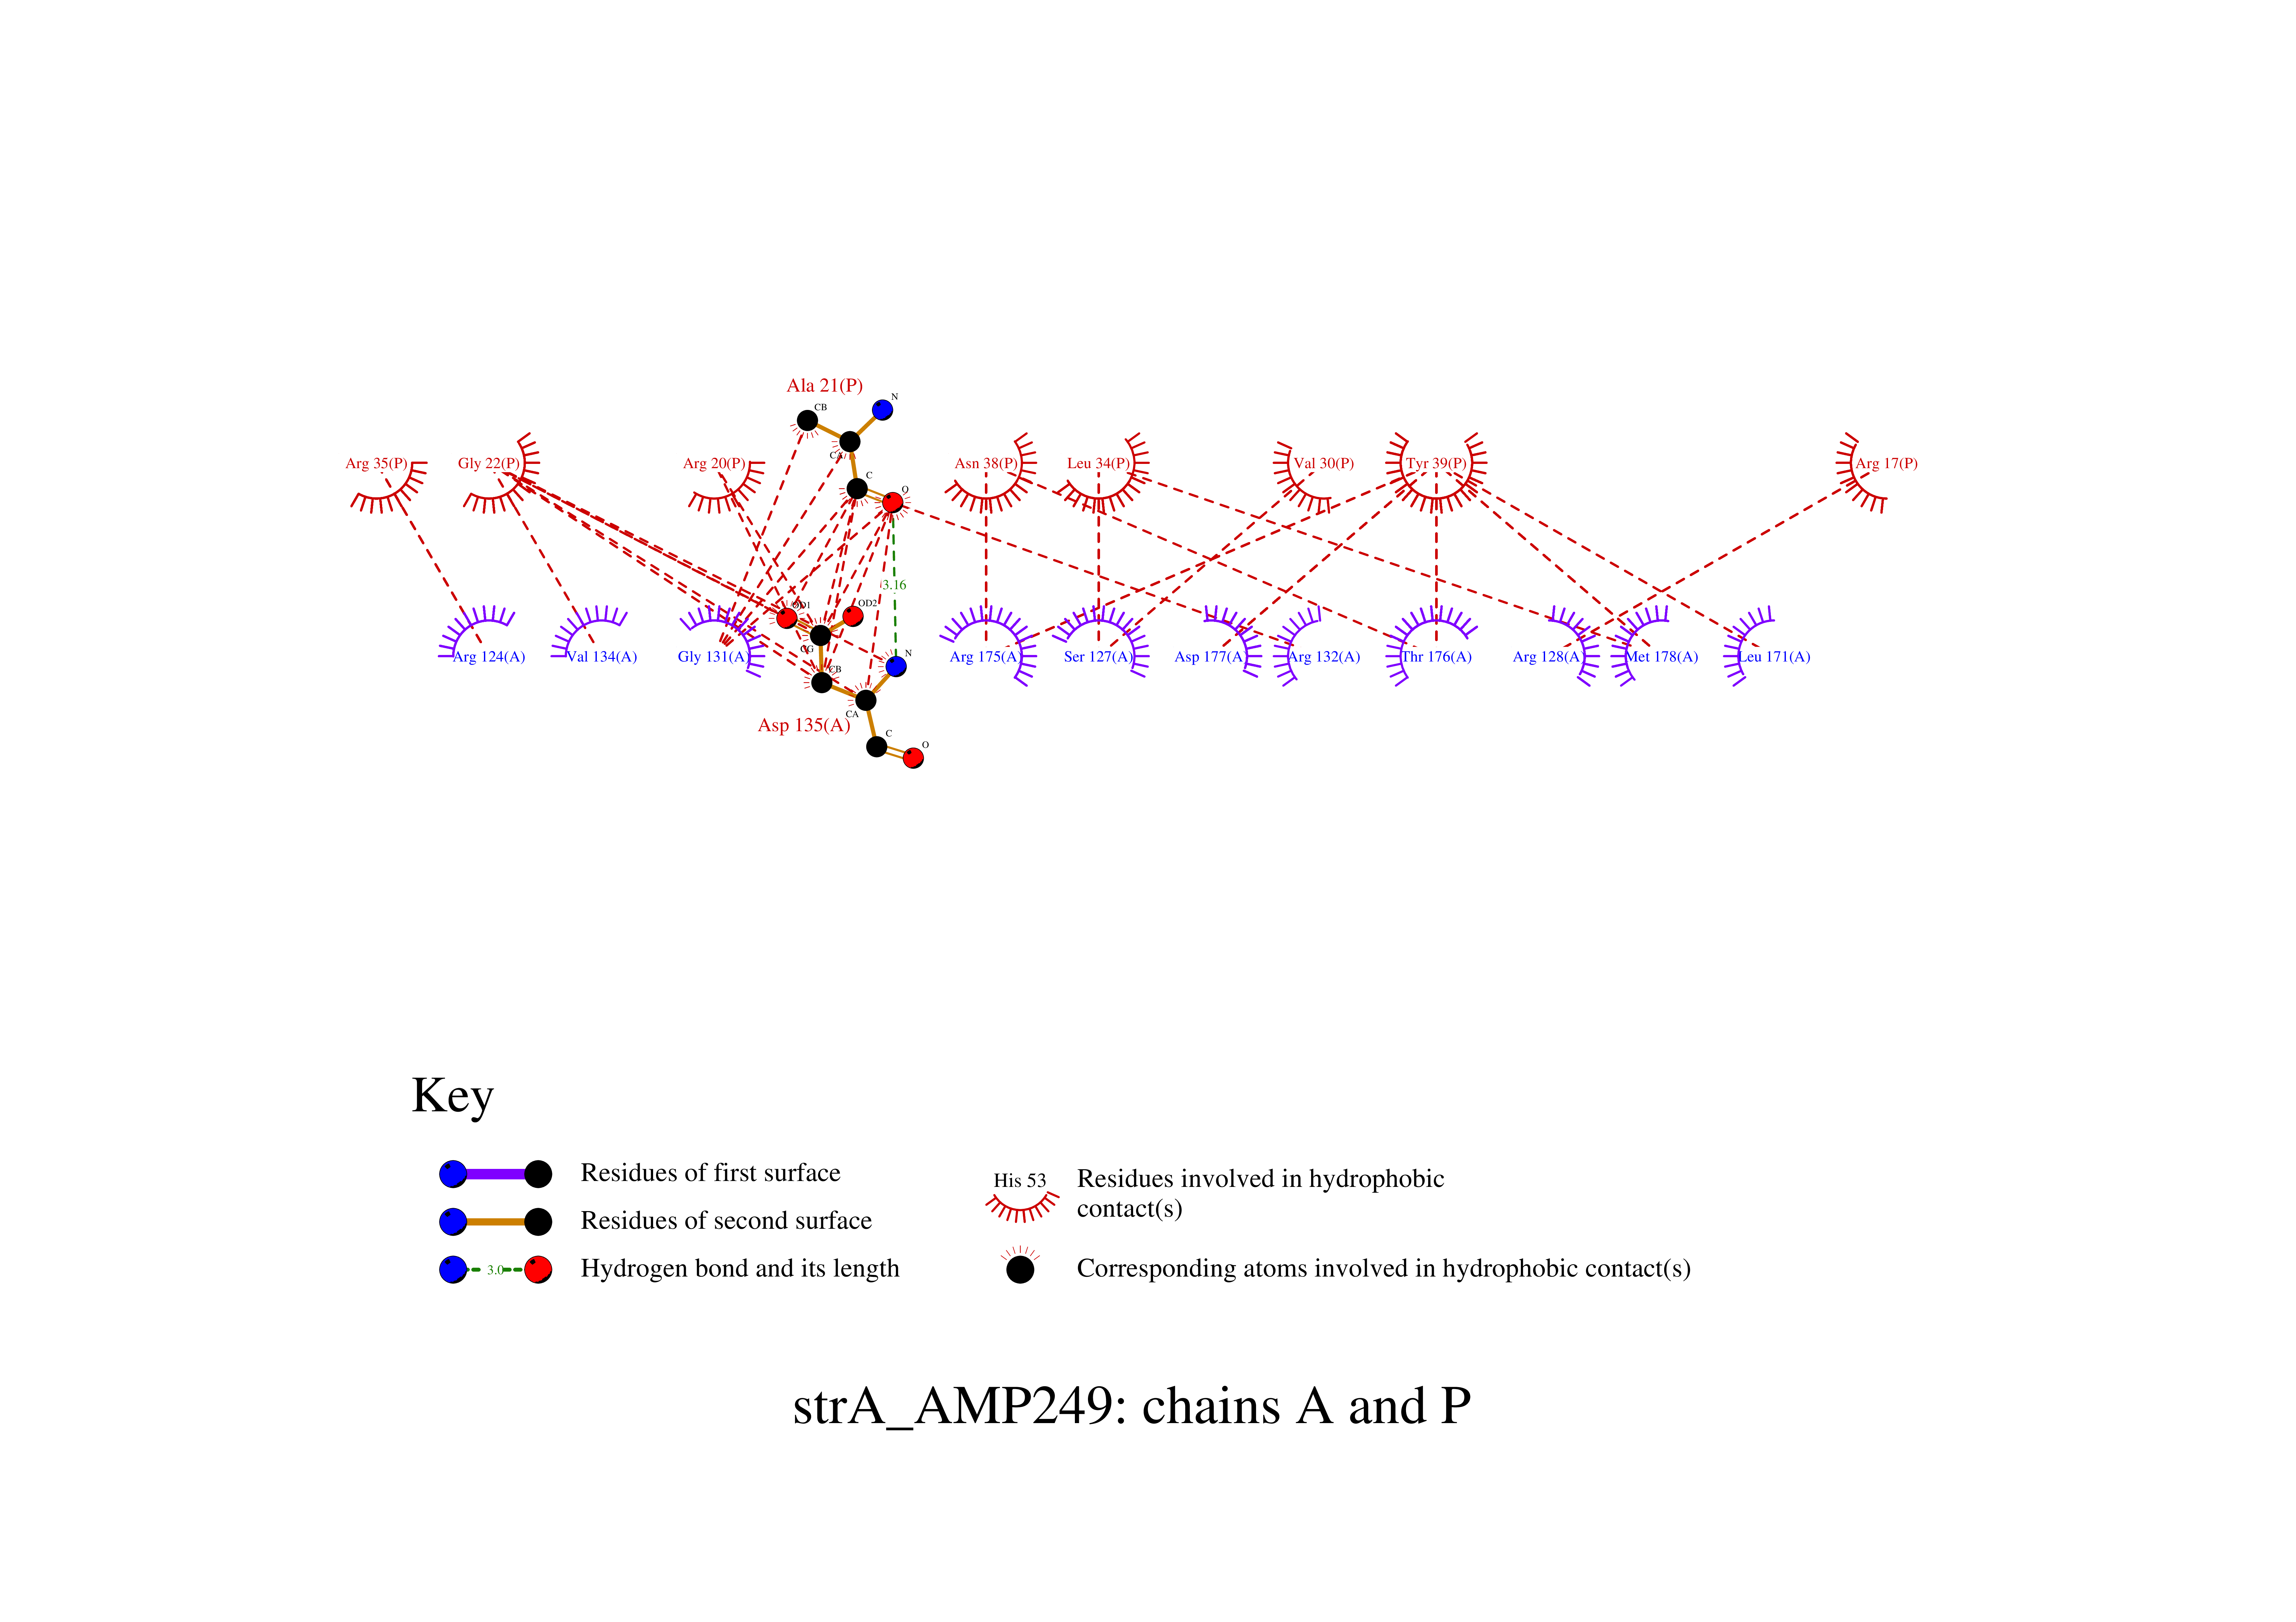 Ala 21(P)
N
CB
CA
C
O
Arg 35(P) Gly 22(P) Arg 20(P) Asn 38(P) Leu 34(P) Val 30(P) Tyr 39(P) Arg 17(P)
3.16
OD1 OD2
CG
CB
N
Arg 124(A) Val 134(A) Gly 131(A) Arg 175(A) Ser 127(A) Asp 177(A) Arg 132(A) Thr 176(A) Arg 128(A) Met 178(A) Leu 171(A)
CA
Asp 135(A)
C
O
Key
Residues of first surface
Residues of second surface
3.0 Hydrogen bond and its length
His 53 Residues involved in hydrophobic
contact(s)
Corresponding atoms involved in hydrophobic contact(s)
strA_AMP249: chains A and P